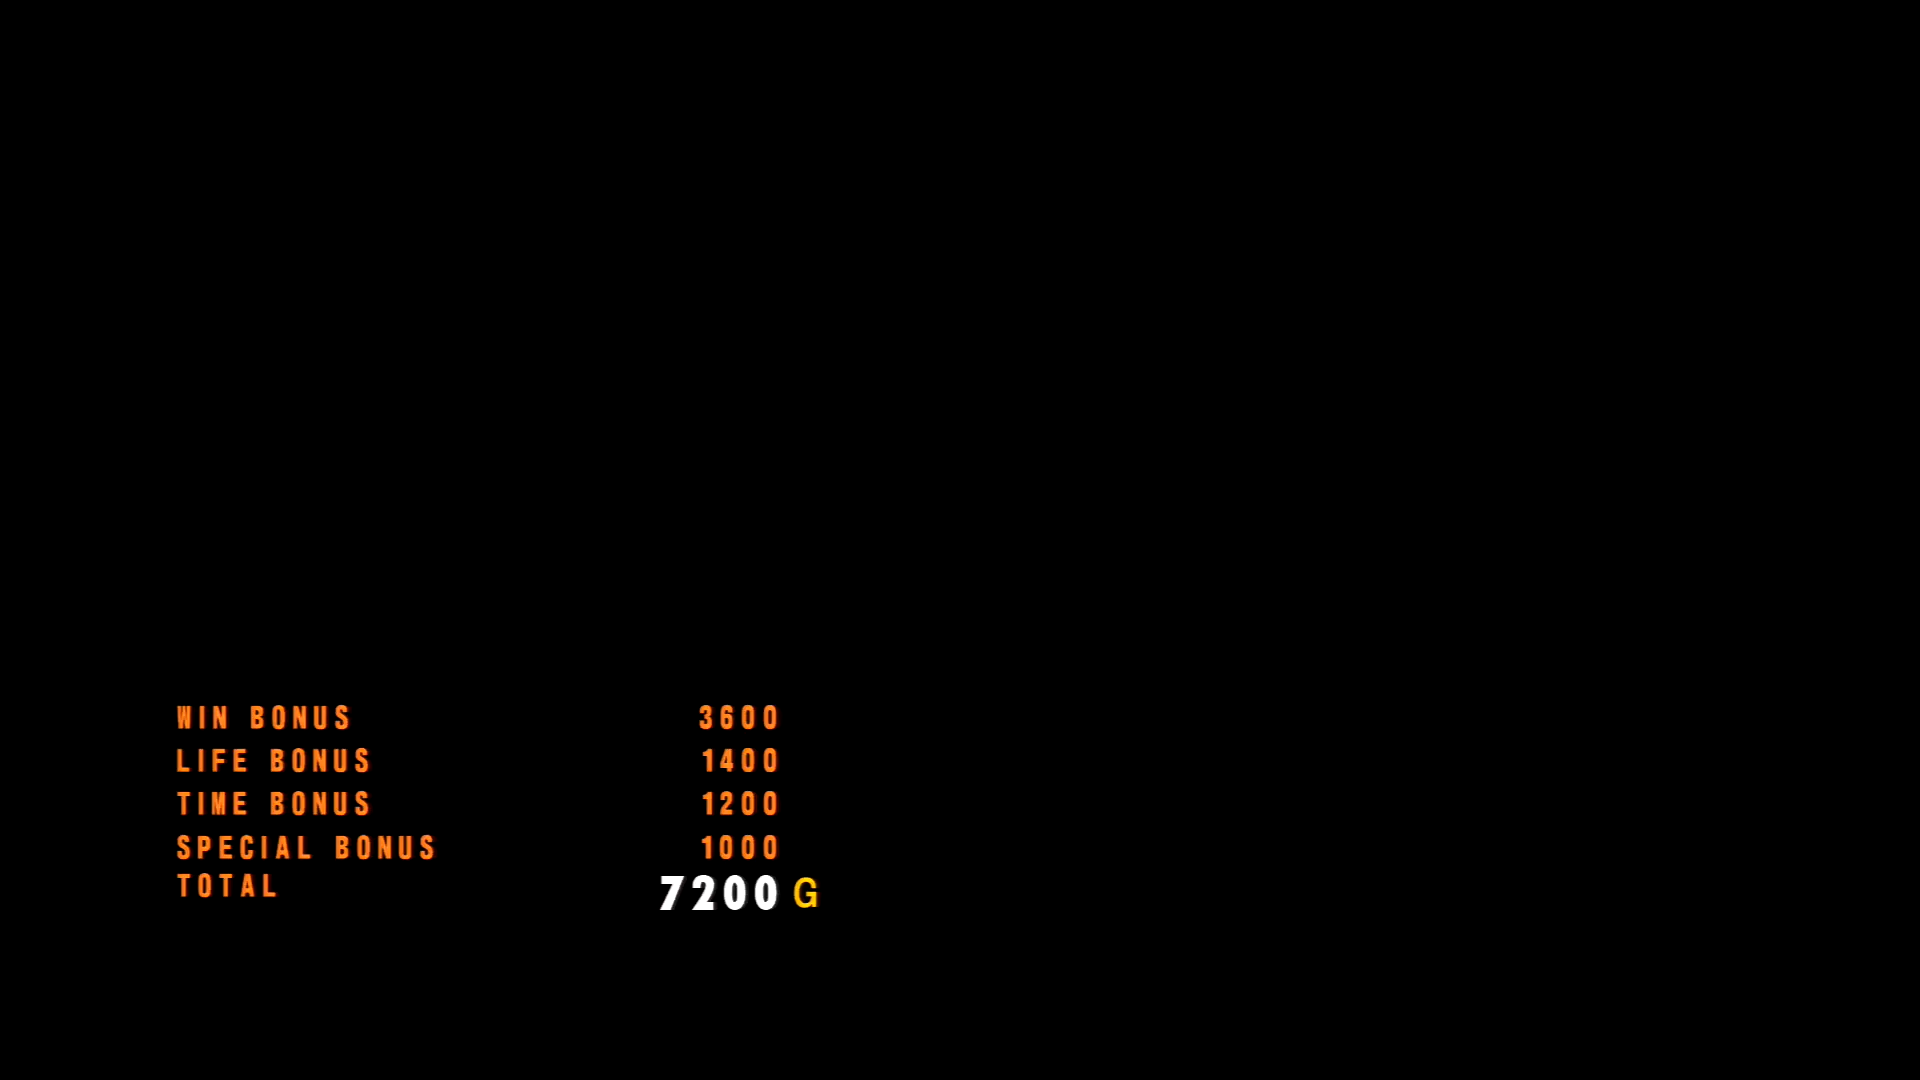 WIN BONUS 3600
LIFE BONUS 1400
TIME BONUS 1200
SPECIAL BONUS 1000
TOTAL 7200 G